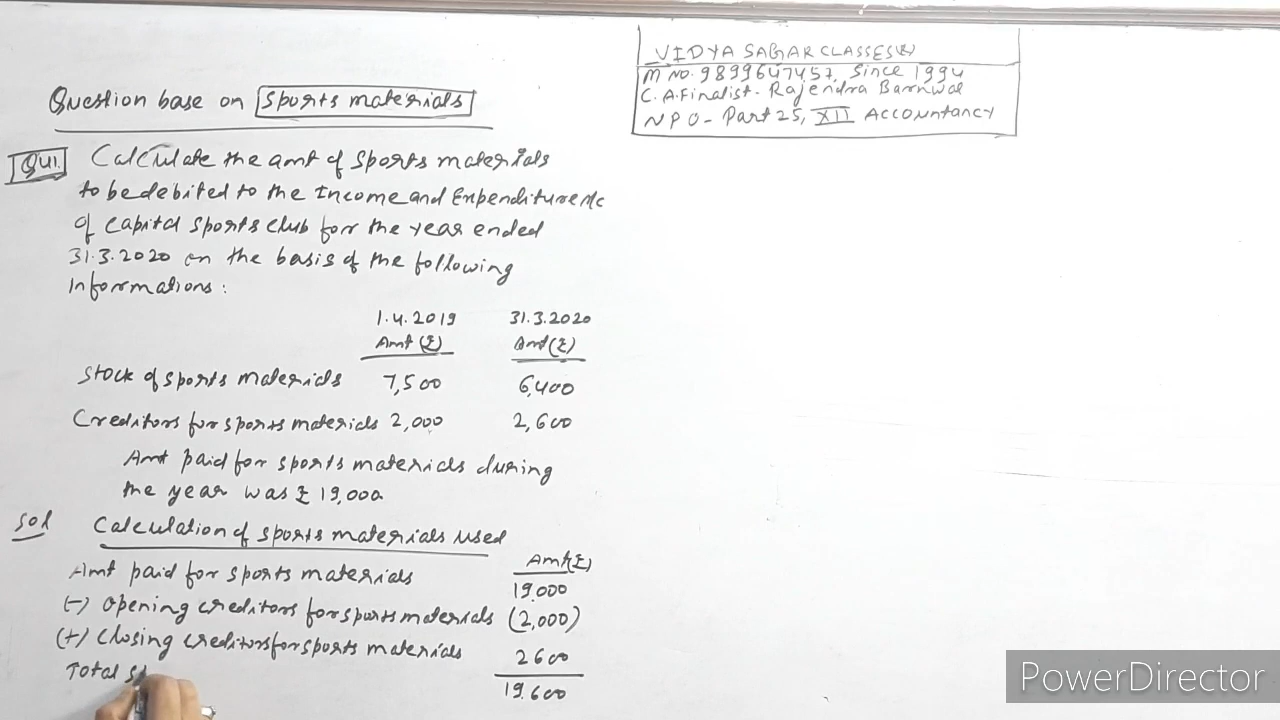 VIDYA SAGAR CLASSES
M NO. 9899647457, Since 1994
C.A. Finalist - Rajendra Barnwal
NPO - Part 25, XII Accountancy
Question base on sports materials
Calculate the amt of sports materials
to be debited to the Income and Expenditure A/c
of capital sports club for the year ended
31.3.2020 on the basis of the following
Informations:
1.4.2019 31.3.2020
Amt (₹) Amt (₹)
Stock of sports materials 7,500 6,400
Creditors for sports materials 2,000 2,600
Amt paid for sports materials during
the year was ₹ 19,000
Sol Calculation of sports materials used
Amt (₹)
Amt paid for sports materials 19,000
(-) opening creditors for sports materials (2,000)
(+) closing creditors for sports materials 2600
Total 19,600
PowerDirector